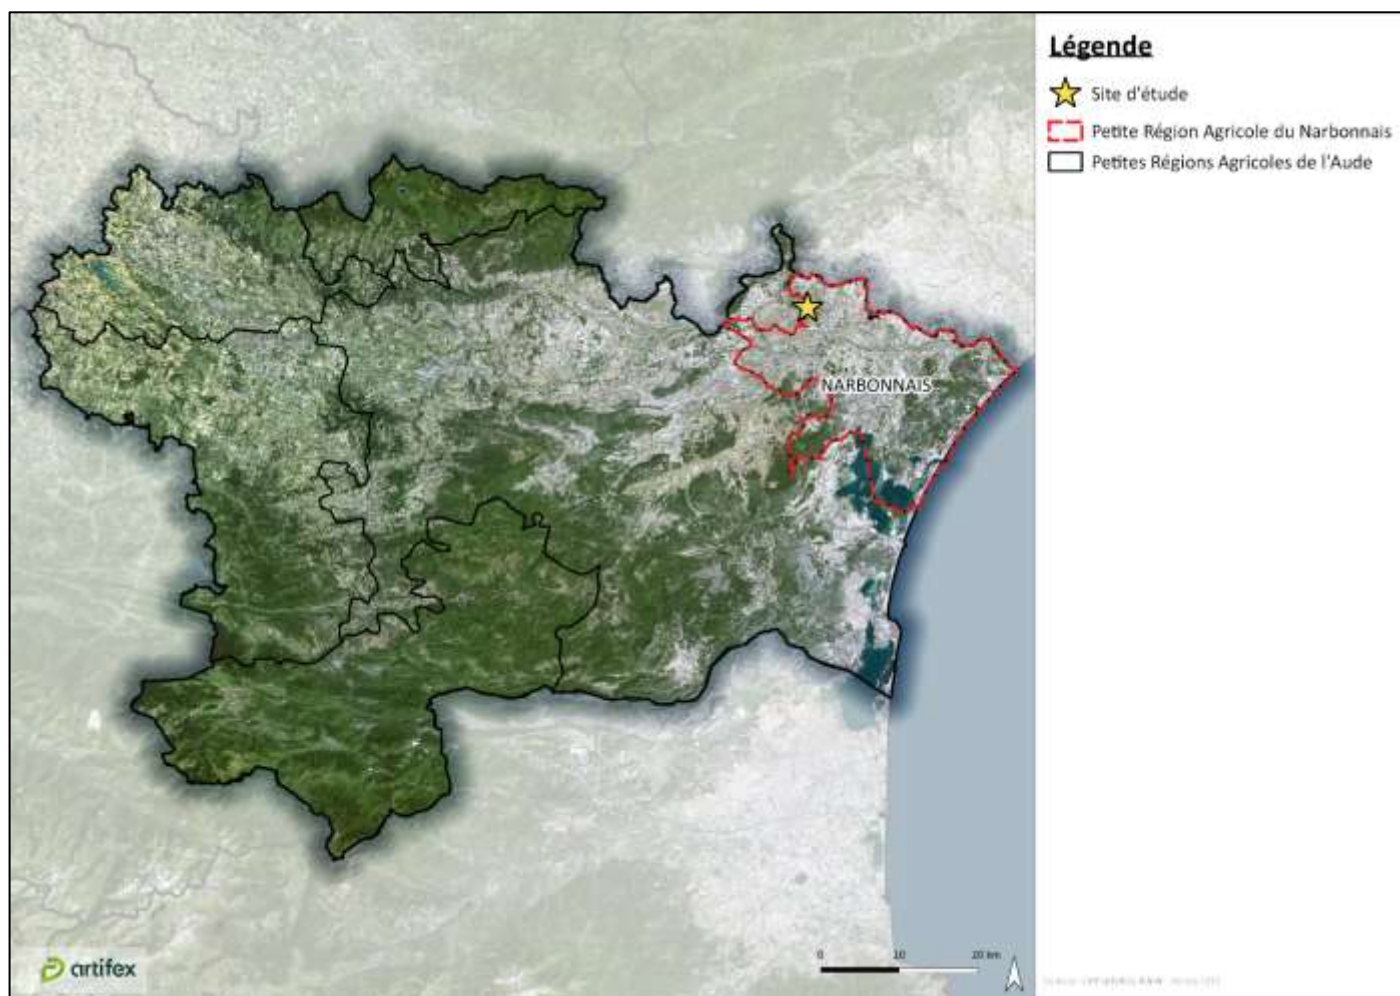 Légende
Site d'étude
Petite Région Agricole du Narbonnais
Petites Régions Agricoles de l'Aude
NARBONNAIS
0 10 20 km
artifex